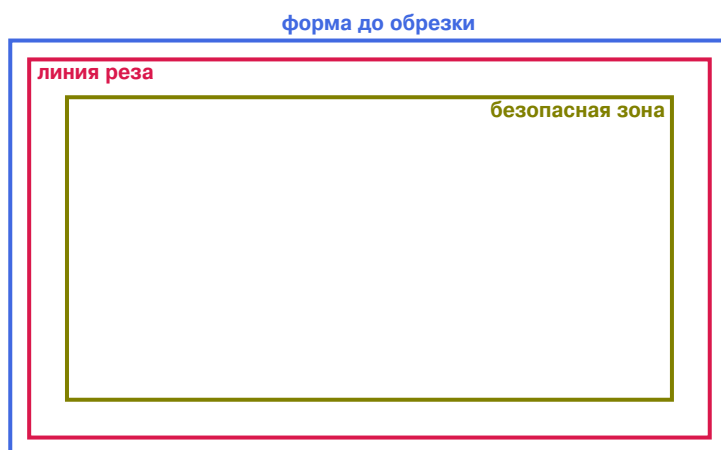 форма до обрезки
линия реза
безопасная зона